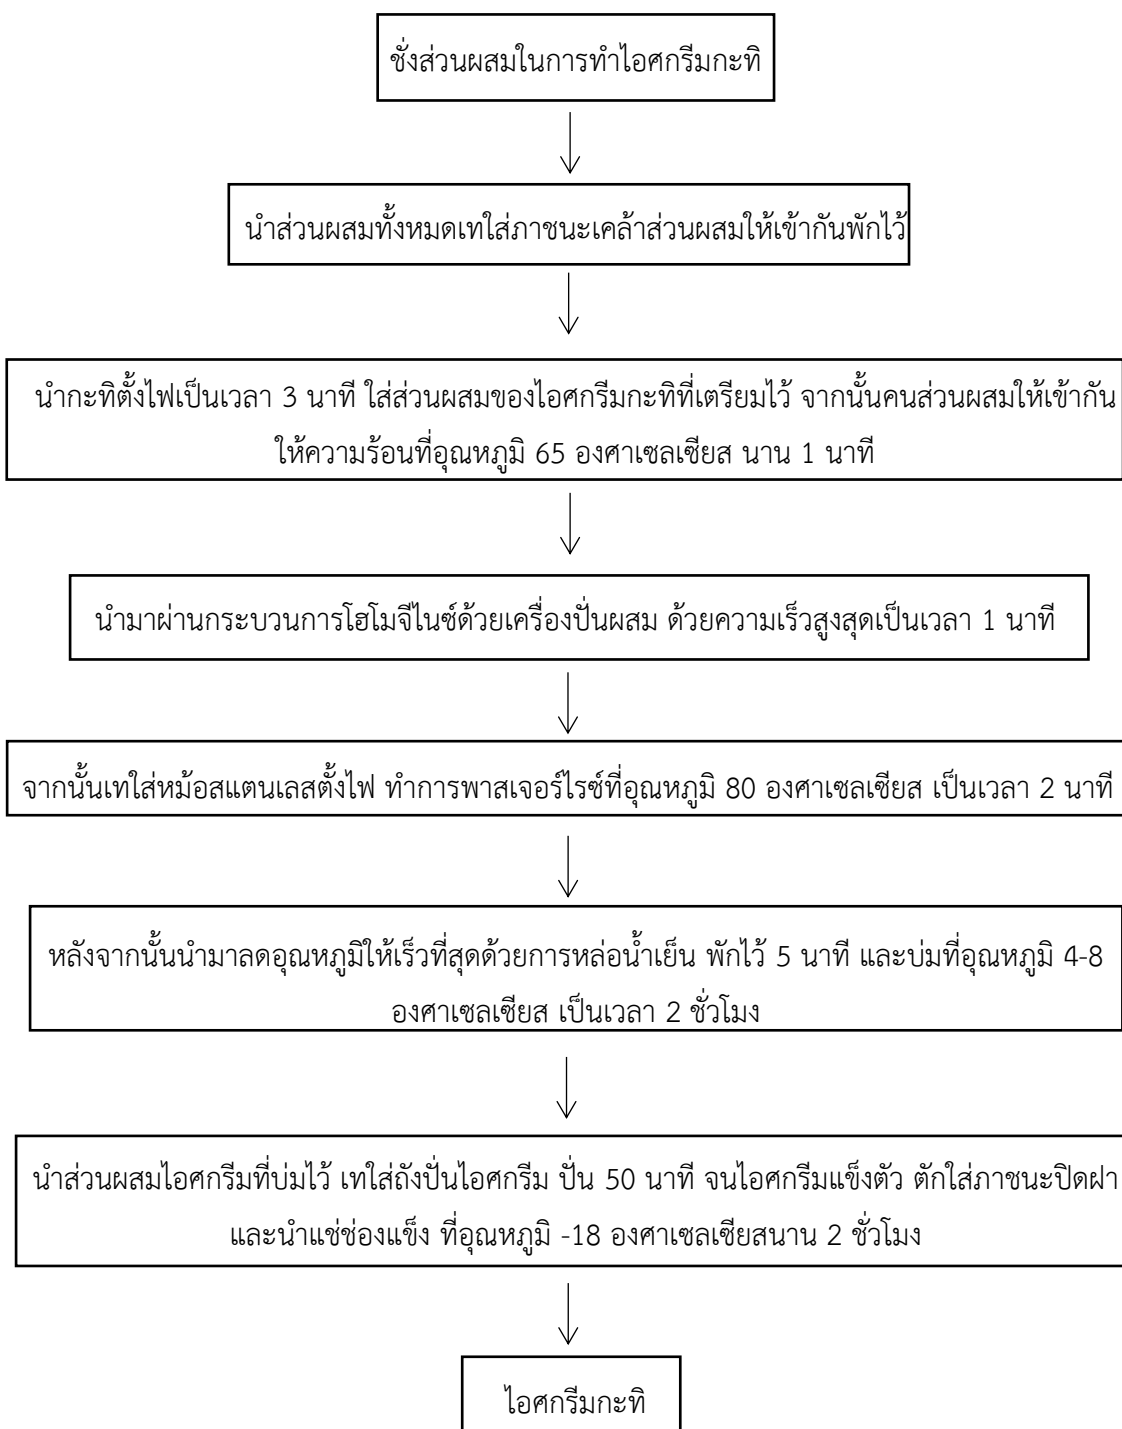 ชั่งส่วนผสมในการทำไอศกรีมกะทิ
นำส่วนผสมทั้งหมดเทใส่ภาชนะเคล้าส่วนผสมให้เข้ากันพักไว้
นำกะทิตั้งไฟเป็นเวลา 3 นาที ใส่ส่วนผสมของไอศกรีมกะทิที่เตรียมไว้ จากนั้นคนส่วนผสมให้เข้ากัน
ให้ความร้อนที่อุณหภูมิ 65 องศาเซลเซียส นาน 1 นาที
นำมาผ่านกระบวนการโฮโมจีไนซ์ด้วยเครื่องปั่นผสม ด้วยความเร็วสูงสุดเป็นเวลา 1 นาที
จากนั้นเทใส่หม้อสแตนเลสตั้งไฟ ทำการพาสเจอร์ไรซ์ที่อุณหภูมิ 80 องศาเซลเซียส เป็นเวลา 2 นาที
หลังจากนั้นนำมาลดอุณหภูมิให้เร็วที่สุดด้วยการหล่อน้ำเย็น พักไว้ 5 นาที และบ่มที่อุณหภูมิ 4-8
องศาเซลเซียส เป็นเวลา 2 ชั่วโมง
นำส่วนผสมไอศกรีมที่บ่มไว้ เทใส่ถังปั่นไอศกรีม ปั่น 50 นาที จนไอศกรีมแข็งตัว ตักใส่ภาชนะปิดฝา
และนำแช่ช่องแข็ง ที่อุณหภูมิ -18 องศาเซลเซียสนาน 2 ชั่วโมง
ไอศกรีมกะทิ